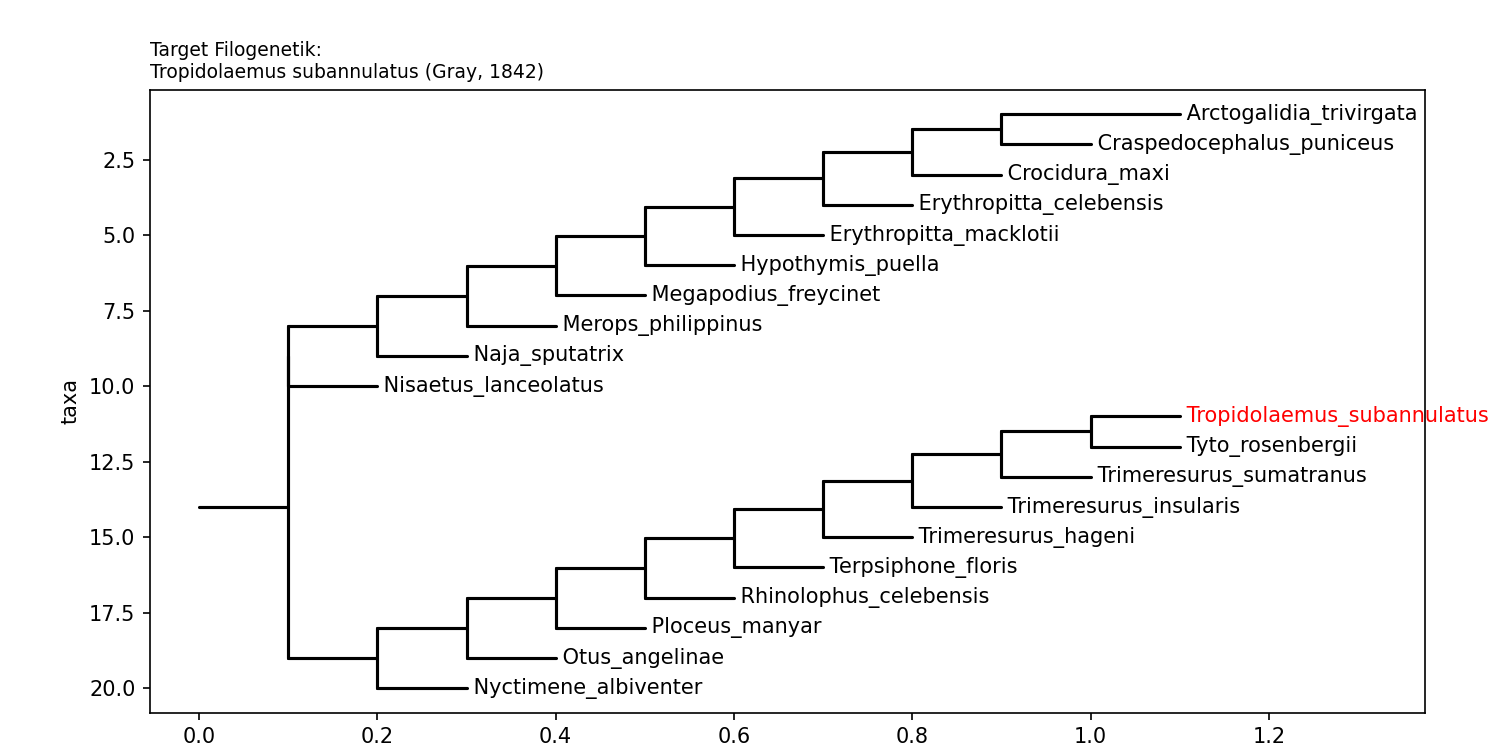 Target Filogenetik:
Tropidolaemus subannulatus (Gray, 1842)
Arctogalidia_trivirgata
Craspedocephalus_puniceus
2.5
Crocidura_maxi
Erythropitta_celebensis
5.0
Erythropitta_macklotii
Hypothymis_puella
Megapodius_freycinet
7.5
Merops_philippinus
Naja_sputatrix
10.0
Nisaetus_lanceolatus
taxa
Tropidolaemus_subannulatus
Tyto_rosenbergii
12.5
Trimeresurus_sumatranus
Trimeresurus_insularis
15.0
Trimeresurus_hageni
Terpsiphone_floris
Rhinolophus_celebensis
17.5
Ploceus_manyar
Otus_angelinae
20.0
Nyctimene_albiventer
0.0 0.2 0.4 0.6 0.8 1.0 1.2